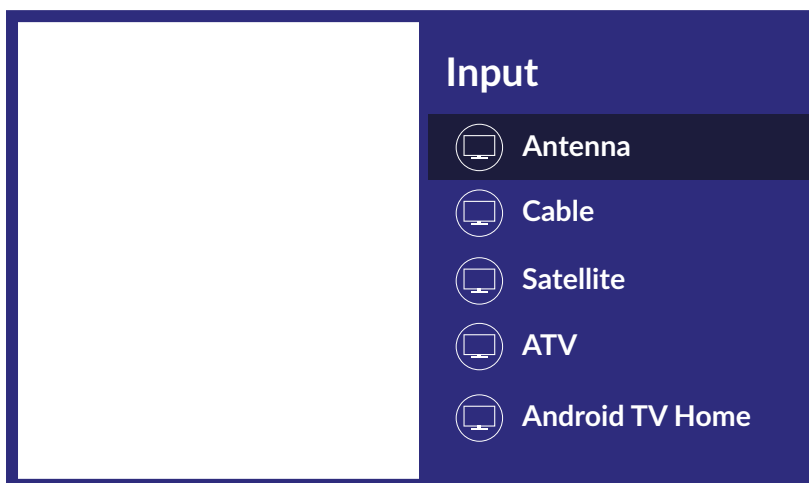 Input
Antenna
Cable
Satellite
ATV
Android TV Home